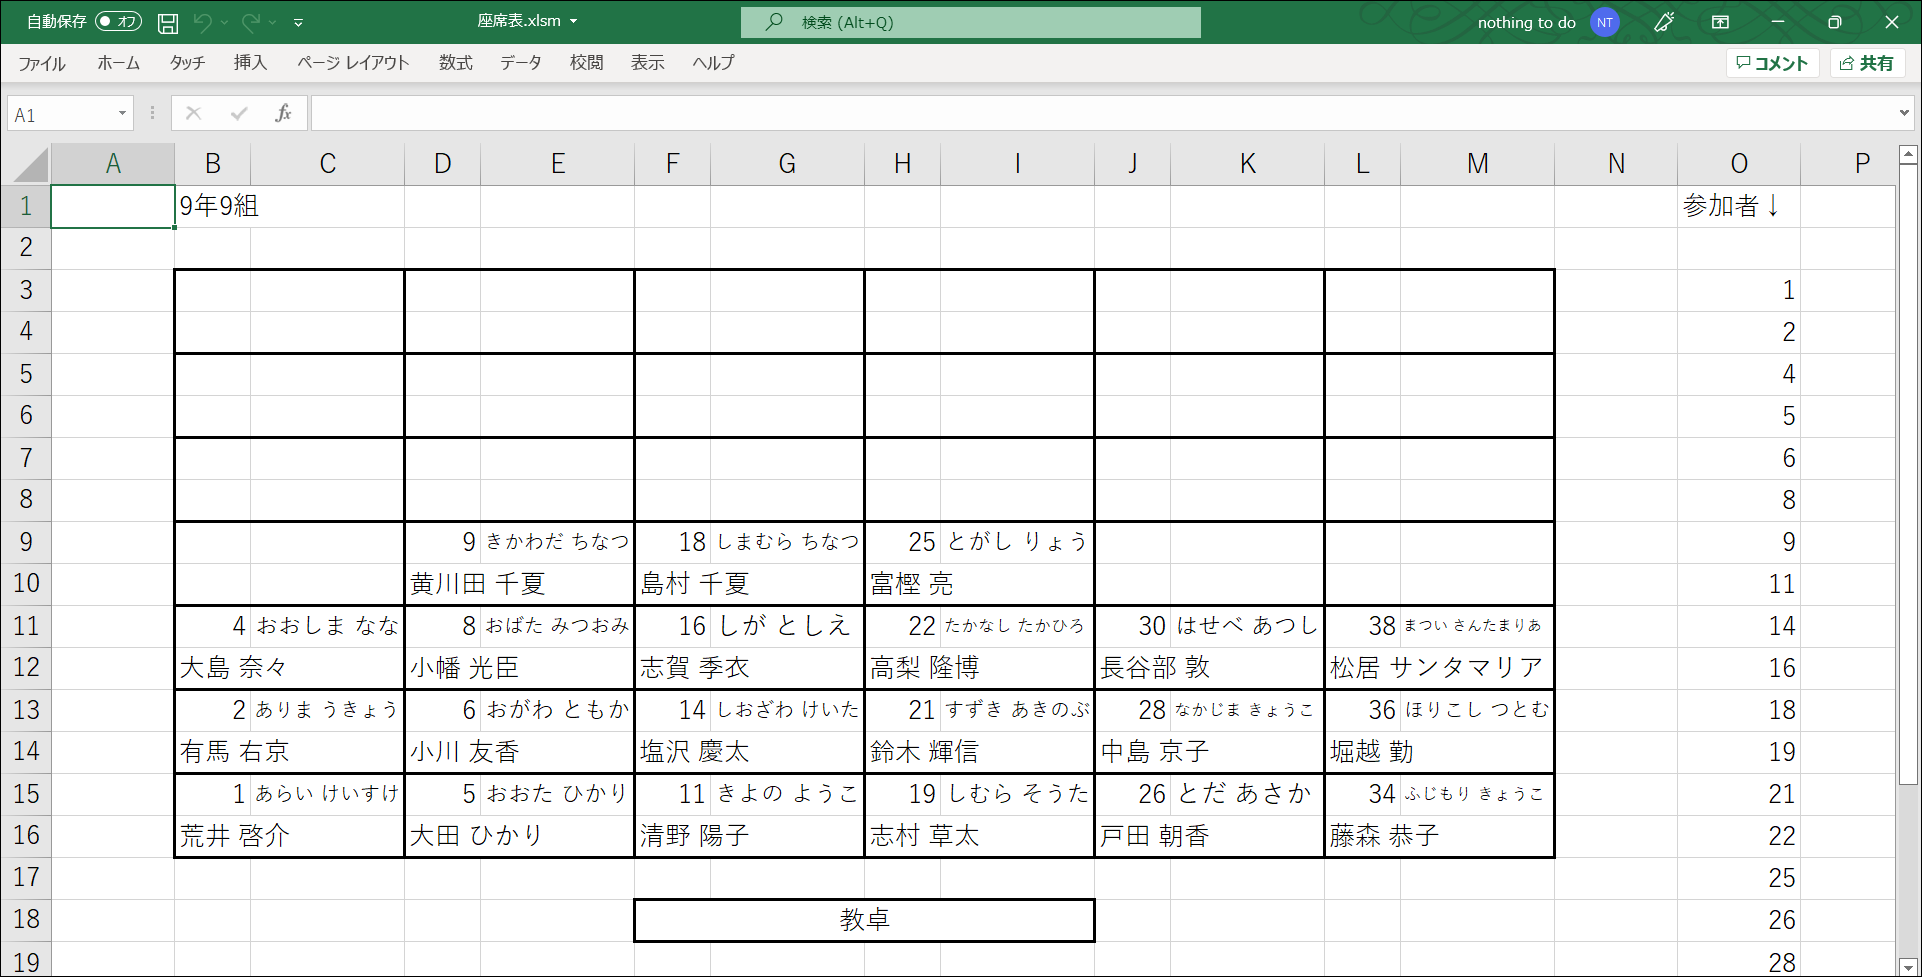 自動保存 オフ 座席表.xlsm 検索 (Alt+Q) nothing to do NT
ファイル ホーム タッチ 挿入 ページ レイアウト 数式 データ 校閲 表示 ヘルプ コメント 共有
A1 fx
A B C D E F G H I J K L M N O P
1 9年9組 参加者↓
2
3 1
4 2
5 4
6 5
7 6
8 8
9 9 きかわだ ちなつ 18 しまむら ちなつ 25 とがし りょう 9
10 黄川田 千夏 島村 千夏 富樫 亮 11
11 4 おおしま なな 8 おばた みつおみ 16 しが としえ 22 たかなし たかひろ 30 はせべ あつし 38 まつい さんたまりあ 14
12 大島 奈々 小幡 光臣 志賀 季衣 高梨 隆博 長谷部 敦 松居 サンタマリア 16
13 2 ありま うきょう 6 おがわ ともか 14 しおざわ けいた 21 すずき あきのぶ 28 なかじま きょうこ 36 ほりこし つとむ 18
14 有馬 右京 小川 友香 塩沢 慶太 鈴木 輝信 中島 京子 堀越 勤 19
15 1 あらい けいすけ 5 おおた ひかり 11 きよの ようこ 19 しむら そうた 26 とだ あさか 34 ふじもり きょうこ 21
16 荒井 啓介 大田 ひかり 清野 陽子 志村 草太 戸田 朝香 藤森 恭子 22
17 25
18 教卓 26
19 28